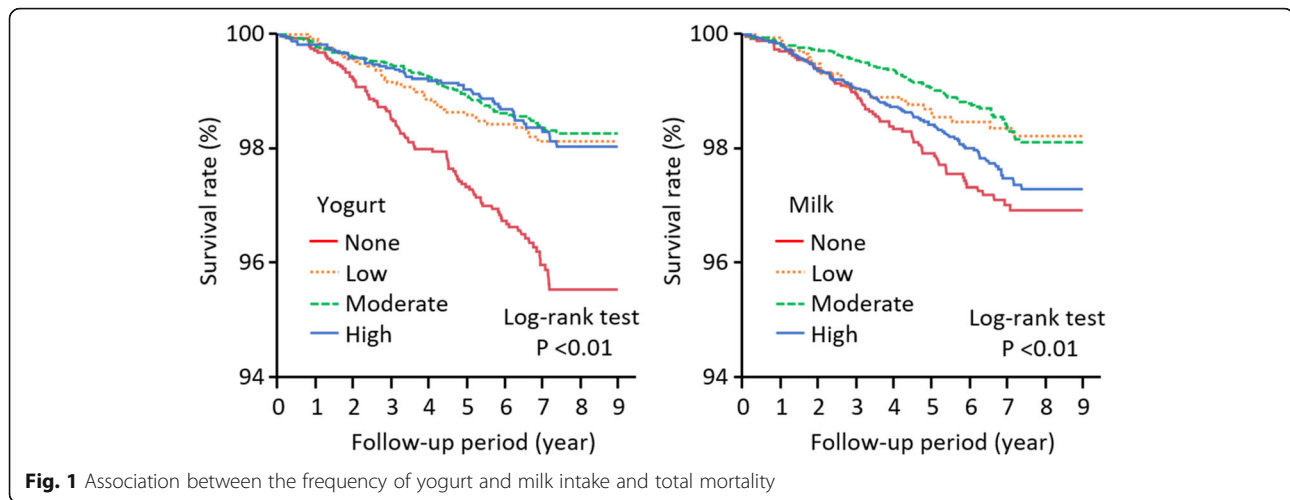 100
98
96
94
Survival rate (%)
Yogurt
None
Low
Moderate
High
Log-rank test
P <0.01
0 1 2 3 4 5 6 7 8 9
Follow-up period (year)
100
98
96
94
Survival rate (%)
Milk
None
Low
Moderate
High
Log-rank test
P <0.01
0 1 2 3 4 5 6 7 8 9
Follow-up period (year)
Fig. 1 Association between the frequency of yogurt and milk intake and total mortality